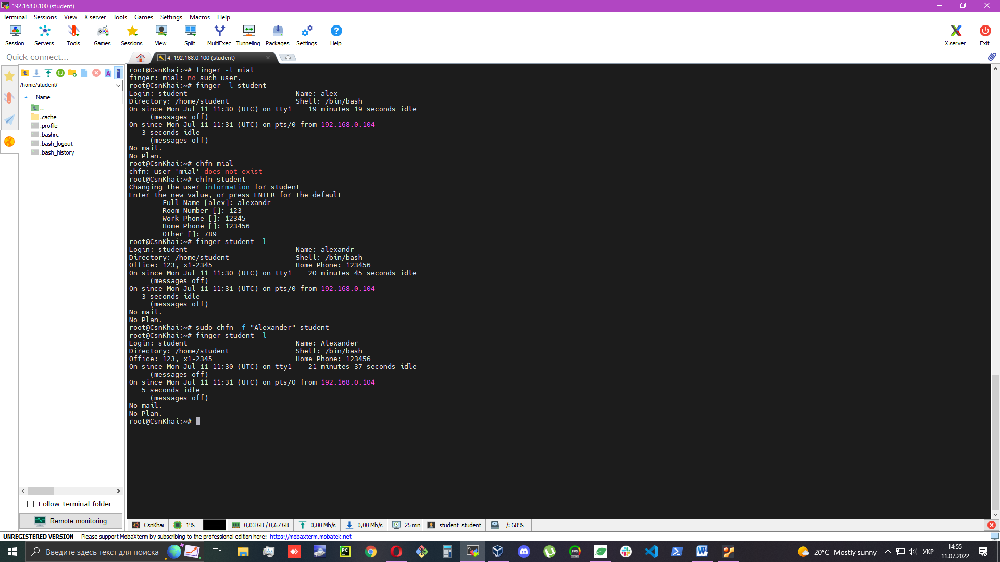 192.168.0.100 (student)
Terminal Sessions View X server Tools Games Settings Macros Help
Session Servers Tools Games Sessions View Split MultiExec Tunneling Packages Settings Help X server Exit
Quick connect...
4. 192.168.0.100 (student)
/home/student/
Name
..
.cache
.profile
.bashrc
.bash_logout
.bash_history
Follow terminal folder
Remote monitoring
root@CsnKhai:~# finger -l mial
finger: mial: no such user.
root@CsnKhai:~# finger -l student
Login: student Name: alex
Directory: /home/student Shell: /bin/bash
On since Mon Jul 11 11:30 (UTC) on tty1 19 minutes 19 seconds idle
(messages off)
On since Mon Jul 11 11:31 (UTC) on pts/0 from 192.168.0.104
3 seconds idle
(messages off)
No mail.
No Plan.
root@CsnKhai:~# chfn mial
chfn: user 'mial' does not exist
root@CsnKhai:~# chfn student
Changing the user information for student
Enter the new value, or press ENTER for the default
Full Name [alex]: alexandr
Room Number []: 123
Work Phone []: 12345
Home Phone []: 123456
Other []: 789
root@CsnKhai:~# finger student -l
Login: student Name: alexandr
Directory: /home/student Shell: /bin/bash
Office: 123, x1-2345 Home Phone: 123456
On since Mon Jul 11 11:30 (UTC) on tty1 20 minutes 45 seconds idle
(messages off)
On since Mon Jul 11 11:31 (UTC) on pts/0 from 192.168.0.104
3 seconds idle
(messages off)
No mail.
No Plan.
root@CsnKhai:~# sudo chfn -f "Alexander" student
root@CsnKhai:~# finger student -l
Login: student Name: Alexander
Directory: /home/student Shell: /bin/bash
Office: 123, x1-2345 Home Phone: 123456
On since Mon Jul 11 11:30 (UTC) on tty1 21 minutes 37 seconds idle
(messages off)
On since Mon Jul 11 11:31 (UTC) on pts/0 from 192.168.0.104
5 seconds idle
(messages off)
No mail.
No Plan.
root@CsnKhai:~#
CsnKhai 1% 0,03 GB / 0,67 GB 0,00 Mb/s 0,00 Mb/s 25 min student student /: 68%
UNREGISTERED VERSION - Please support MobaXterm by subscribing to the professional edition here: https://mobaxterm.mobatek.net
Введите здесь текст для поиска
20°C Mostly sunny
УКР
14:55
11.07.2022